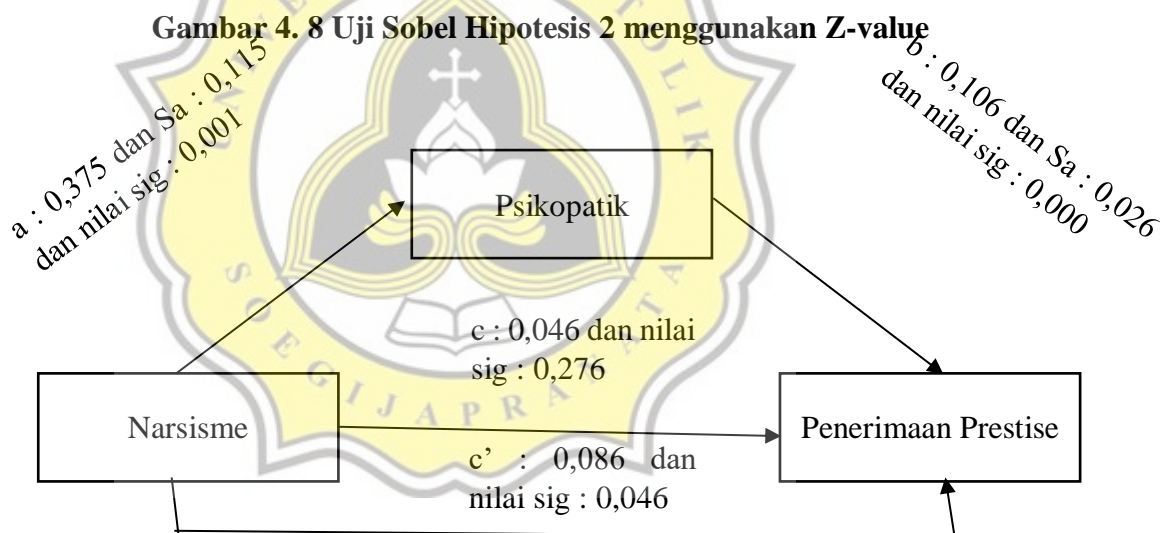 Gambar 4. 8 Uji Sobel Hipotesis 2 menggunakan Z-value
a : 0,375 dan Sa : 0,115
dan nilai sig : 0,001
b : 0,106 dan Sa : 0,026
dan nilai sig : 0,000
Psikopatik
c : 0,046 dan nilai
sig : 0,276
Narsisme
Penerimaan Prestise
c’ : 0,086 dan
nilai sig : 0,046
SOEGIJAPRANATA